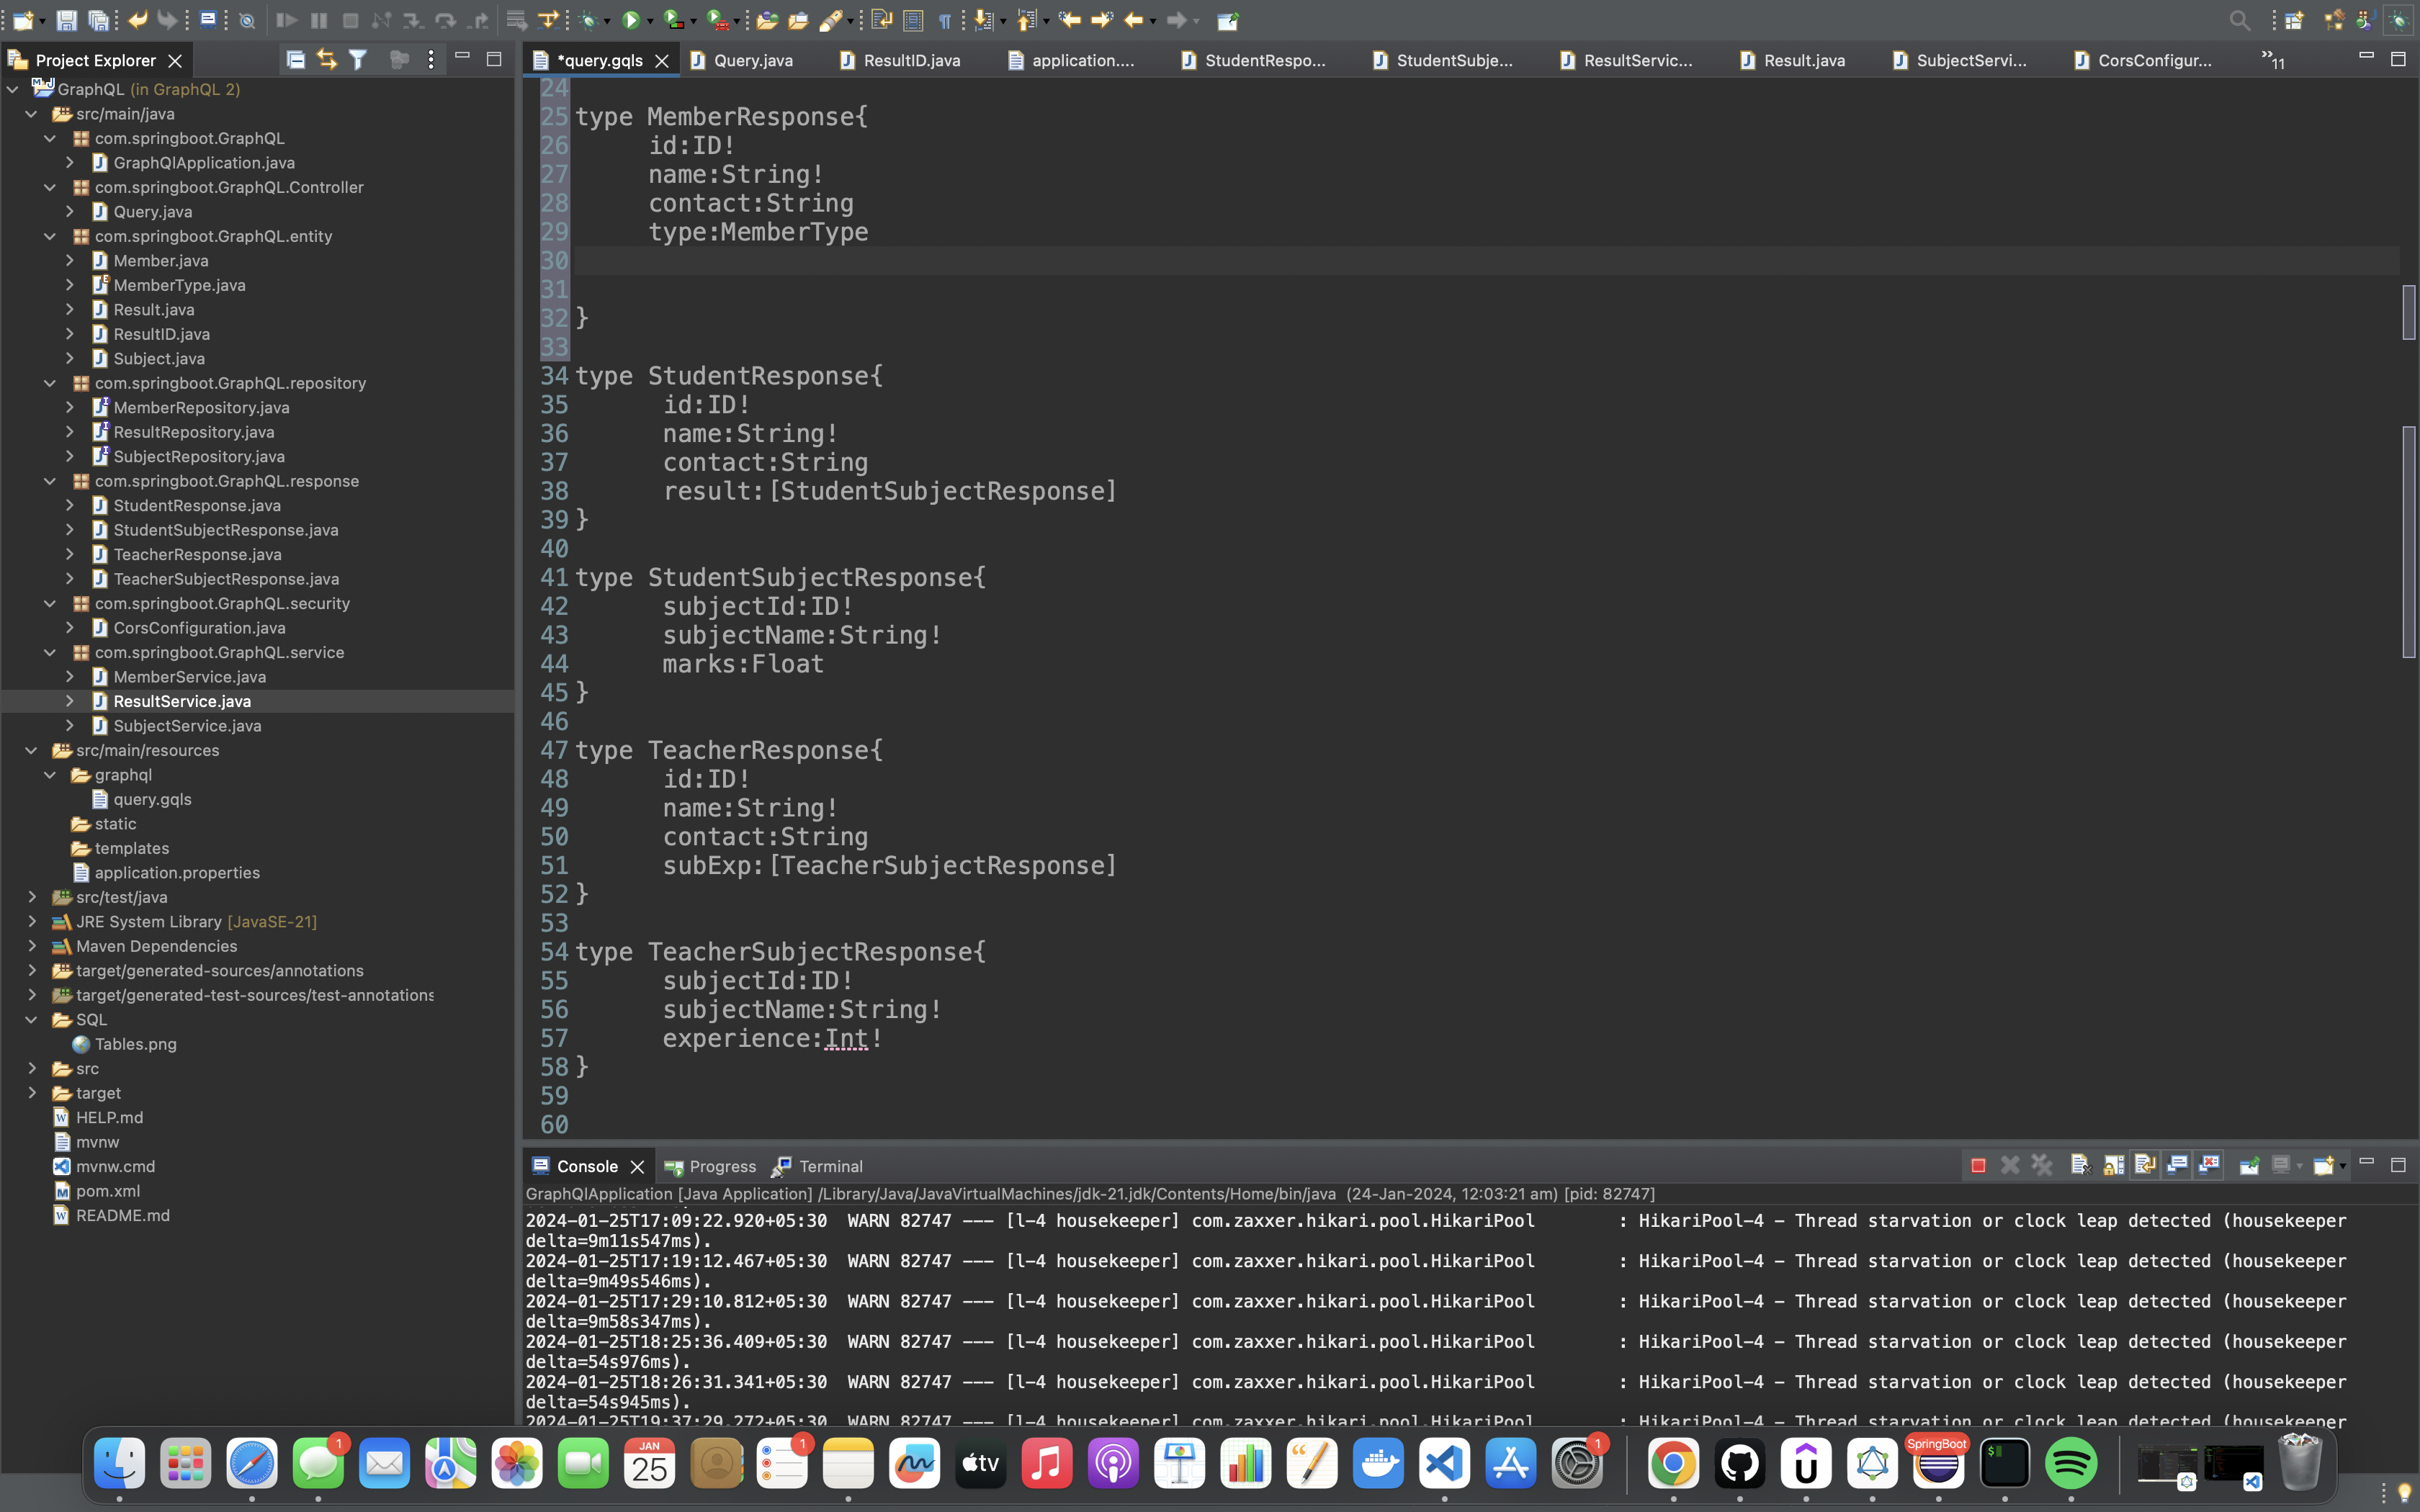 Project Explorer
GraphQL (in GraphQL 2)
src/main/java
com.springboot.GraphQL
GraphQlApplication.java
com.springboot.GraphQL.Controller
Query.java
com.springboot.GraphQL.entity
Member.java
MemberType.java
Result.java
ResultID.java
Subject.java
com.springboot.GraphQL.repository
MemberRepository.java
ResultRepository.java
SubjectRepository.java
com.springboot.GraphQL.response
StudentResponse.java
StudentSubjectResponse.java
TeacherResponse.java
TeacherSubjectResponse.java
com.springboot.GraphQL.security
CorsConfiguration.java
com.springboot.GraphQL.service
MemberService.java
ResultService.java
SubjectService.java
src/main/resources
graphql
query.gqls
static
templates
application.properties
src/test/java
JRE System Library [JavaSE-21]
Maven Dependencies
target/generated-sources/annotations
target/generated-test-sources/test-annotations
SQL
Tables.png
src
target
HELP.md
mvnw
mvnw.cmd
pom.xml
README.md
*query.gqls Query.java ResultID.java application.... StudentRespo... StudentSubje... ResultServic... Result.java SubjectServi... CorsConfigur... »11
24
25 type MemberResponse{
26 id:ID!
27 name:String!
28 contact:String
29 type:MemberType
30
31
32 }
33
34 type StudentResponse{
35 id:ID!
36 name:String!
37 contact:String
38 result:[StudentSubjectResponse]
39 }
40
41 type StudentSubjectResponse{
42 subjectId:ID!
43 subjectName:String!
44 marks:Float
45 }
46
47 type TeacherResponse{
48 id:ID!
49 name:String!
50 contact:String
51 subExp:[TeacherSubjectResponse]
52 }
53
54 type TeacherSubjectResponse{
55 subjectId:ID!
56 subjectName:String!
57 experience:Int!
58 }
59
60
Console Progress Terminal
GraphQlApplication [Java Application] /Library/Java/JavaVirtualMachines/jdk-21.jdk/Contents/Home/bin/java (24-Jan-2024, 12:03:21 am) [pid: 82747]
2024-01-25T17:09:22.920+05:30 WARN 82747 --- [l-4 housekeeper] com.zaxxer.hikari.pool.HikariPool : HikariPool-4 - Thread starvation or clock leap detected (housekeeper
delta=9m11s547ms).
2024-01-25T17:19:12.467+05:30 WARN 82747 --- [l-4 housekeeper] com.zaxxer.hikari.pool.HikariPool : HikariPool-4 - Thread starvation or clock leap detected (housekeeper
delta=9m49s546ms).
2024-01-25T17:29:10.812+05:30 WARN 82747 --- [l-4 housekeeper] com.zaxxer.hikari.pool.HikariPool : HikariPool-4 - Thread starvation or clock leap detected (housekeeper
delta=9m58s347ms).
2024-01-25T18:25:36.409+05:30 WARN 82747 --- [l-4 housekeeper] com.zaxxer.hikari.pool.HikariPool : HikariPool-4 - Thread starvation or clock leap detected (housekeeper
delta=54s976ms).
2024-01-25T18:26:31.341+05:30 WARN 82747 --- [l-4 housekeeper] com.zaxxer.hikari.pool.HikariPool : HikariPool-4 - Thread starvation or clock leap detected (housekeeper
delta=54s945ms).
2024-01-25T19:37:29.272+05:30 WARN 82747 --- [l-4 housekeeper] com.zaxxer.hikari.pool.HikariPool : HikariPool-4 - Thread starvation or clock leap detected (housekeeper
1
JAN
25
1
tv
1
SpringBoot